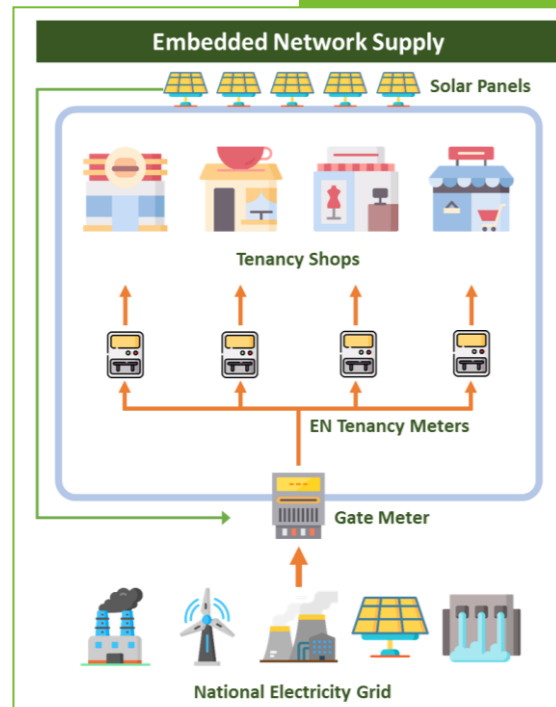 Embedded Network Supply
Solar Panels
Tenancy Shops
EN Tenancy Meters
Gate Meter
National Electricity Grid